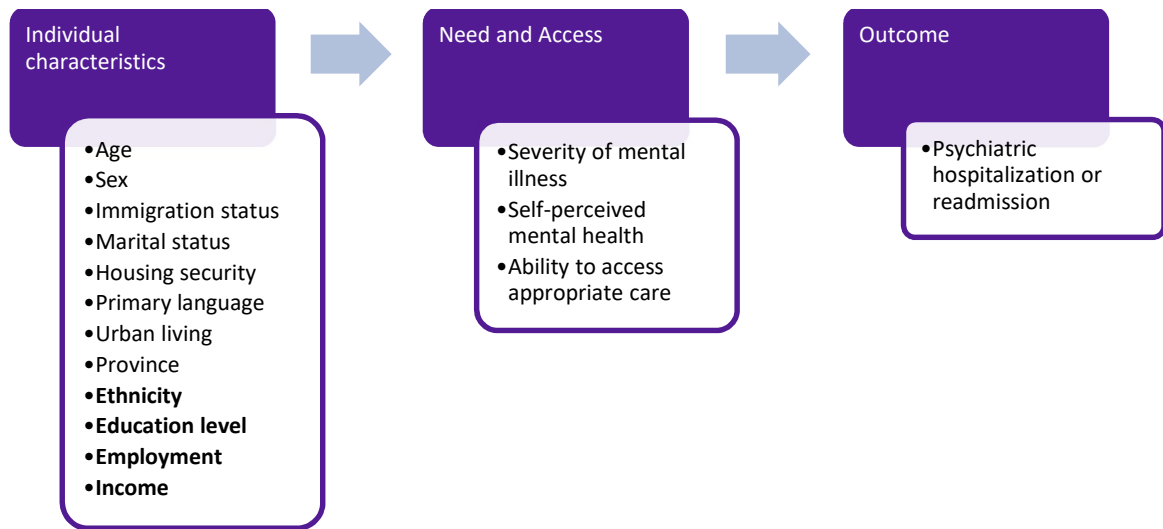 Individual
characteristics
•Age
•Sex
•Immigration status
•Marital status
•Housing security
•Primary language
•Urban living
•Province
•Ethnicity
•Education level
•Employment
•Income
Need and Access
•Severity of mental
illness
•Self-perceived
mental health
•Ability to access
appropriate care
Outcome
•Psychiatric
hospitalization or
readmission